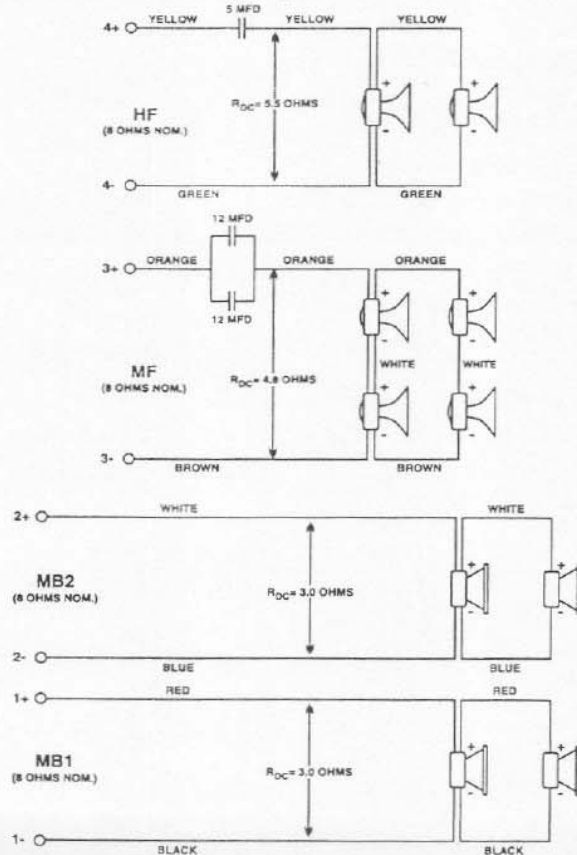 5 MFD
4+ YELLOW YELLOW YELLOW
+ +
HF
(8 OHMS NOM.)
RDC= 5.5 OHMS
- -
4- GREEN GREEN
12 MFD
3+ ORANGE ORANGE ORANGE
12 MFD
+ +
- -
MF
(8 OHMS NOM.)
RDC= 4.8 OHMS
WHITE WHITE
+ +
- -
3- BROWN BROWN
2+ WHITE WHITE
+ +
MB2
(8 OHMS NOM.)
RDC= 3.0 OHMS
- -
2- BLUE BLUE
1+ RED RED
+ +
MB1
(8 OHMS NOM.)
RDC= 3.0 OHMS
- -
1- BLACK BLACK